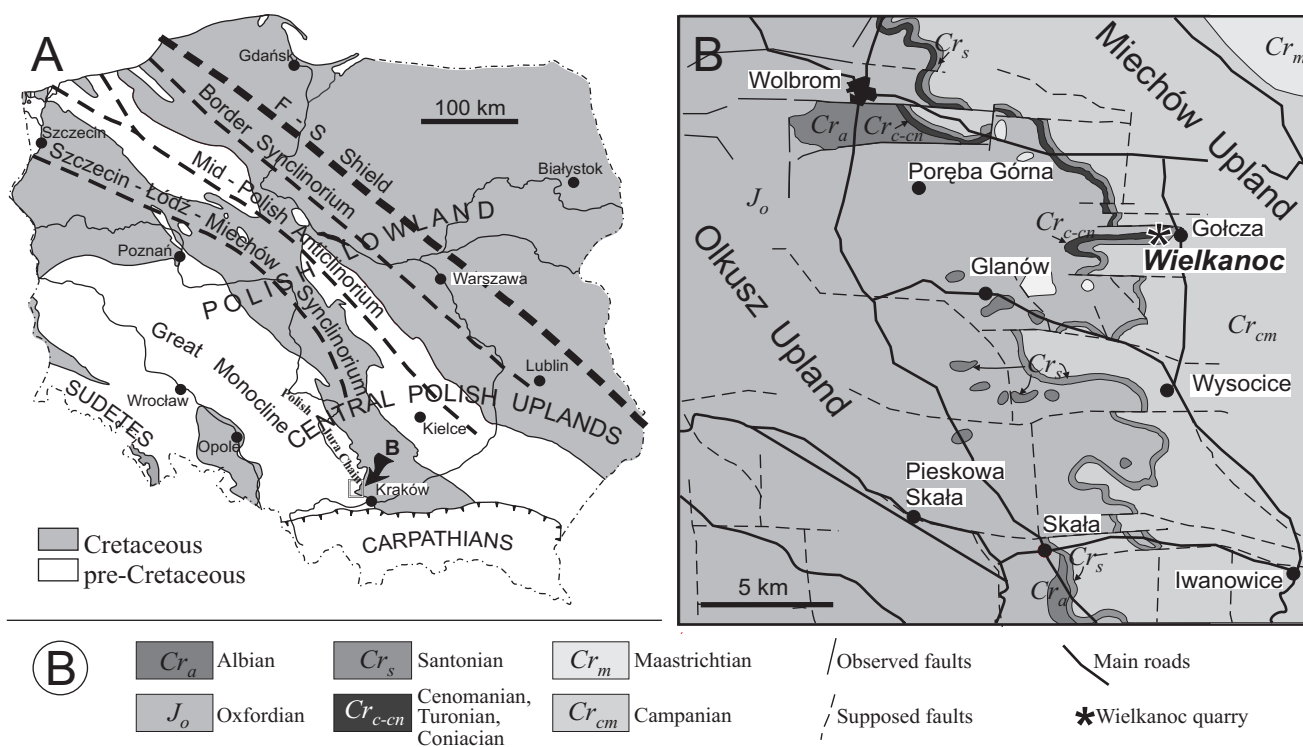 A
Gdańsk
F S Shield
Border Synclinorium
100 km
Szczecin
Szczecin - Łódź - Miechów Synclinorium
Mid - Polish Anticlinorium
Białystok
POLISH LOWLAND
Poznań
Warszawa
Great Monocline
Lublin
SUDETES
Wrocław
Polish Jura Chain
CENTRAL POLISH UPLANDS
Kielce
Opole
B
Kraków
CARPATHIANS
Cretaceous
pre-Cretaceous
B
Cr_s
Miechów Upland
Cr_m
Wolbrom
Cr_a
Cr_c-cn
Poręba Górna
J_o
Cr_c-cn
Gołcza
Wielkanoc
Olkusz Upland
Glanów
Cr_cm
Cr_s
Wysocice
Pieskowa
Skała
Skała
Cr_s
Cr_a
Iwanowice
5 km
B
Cr_a Albian
Cr_s Santonian
Cr_m Maastrichtian
Observed faults
Main roads
J_o Oxfordian
Cr_c-cn Cenomanian,
Turonian,
Coniacian
Cr_cm Campanian
Supposed faults
* Wielkanoc quarry